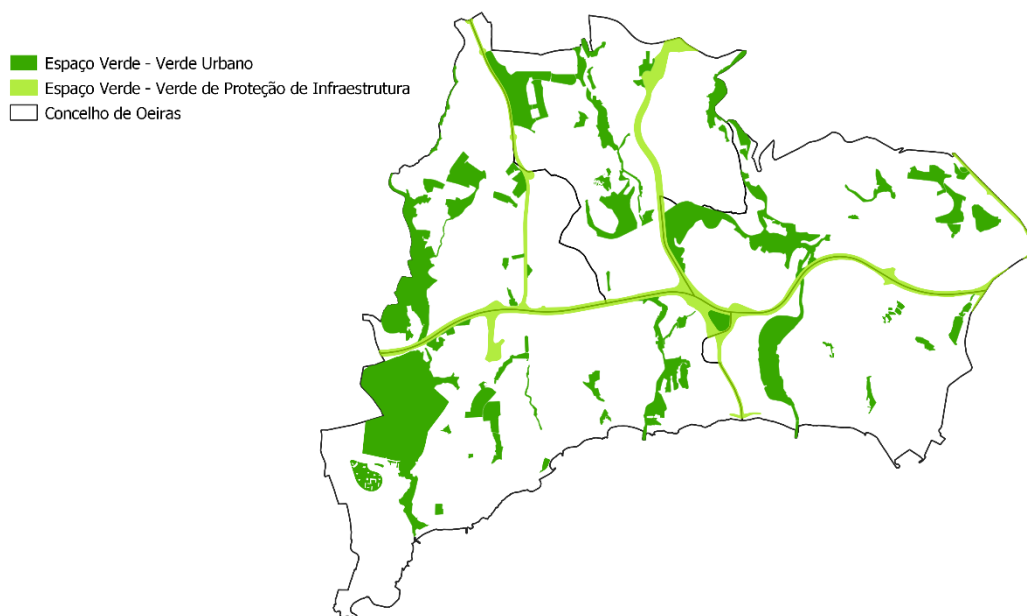 Espaço Verde - Verde Urbano
Espaço Verde - Verde de Proteção de Infraestrutura
Concelho de Oeiras